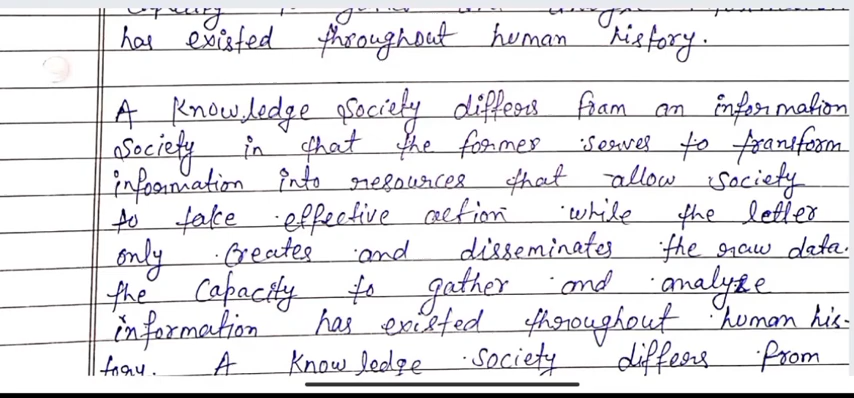 has existed throughout human history.
A Knowledge society differs fram an information
society in that the former serves to transform
information into resources that allow society
to take effective action while the letter
only creates and disseminates the raw data.
the capacity to gather and analyze
information has existed throughout human his-
tory. A Knowledge society differs from